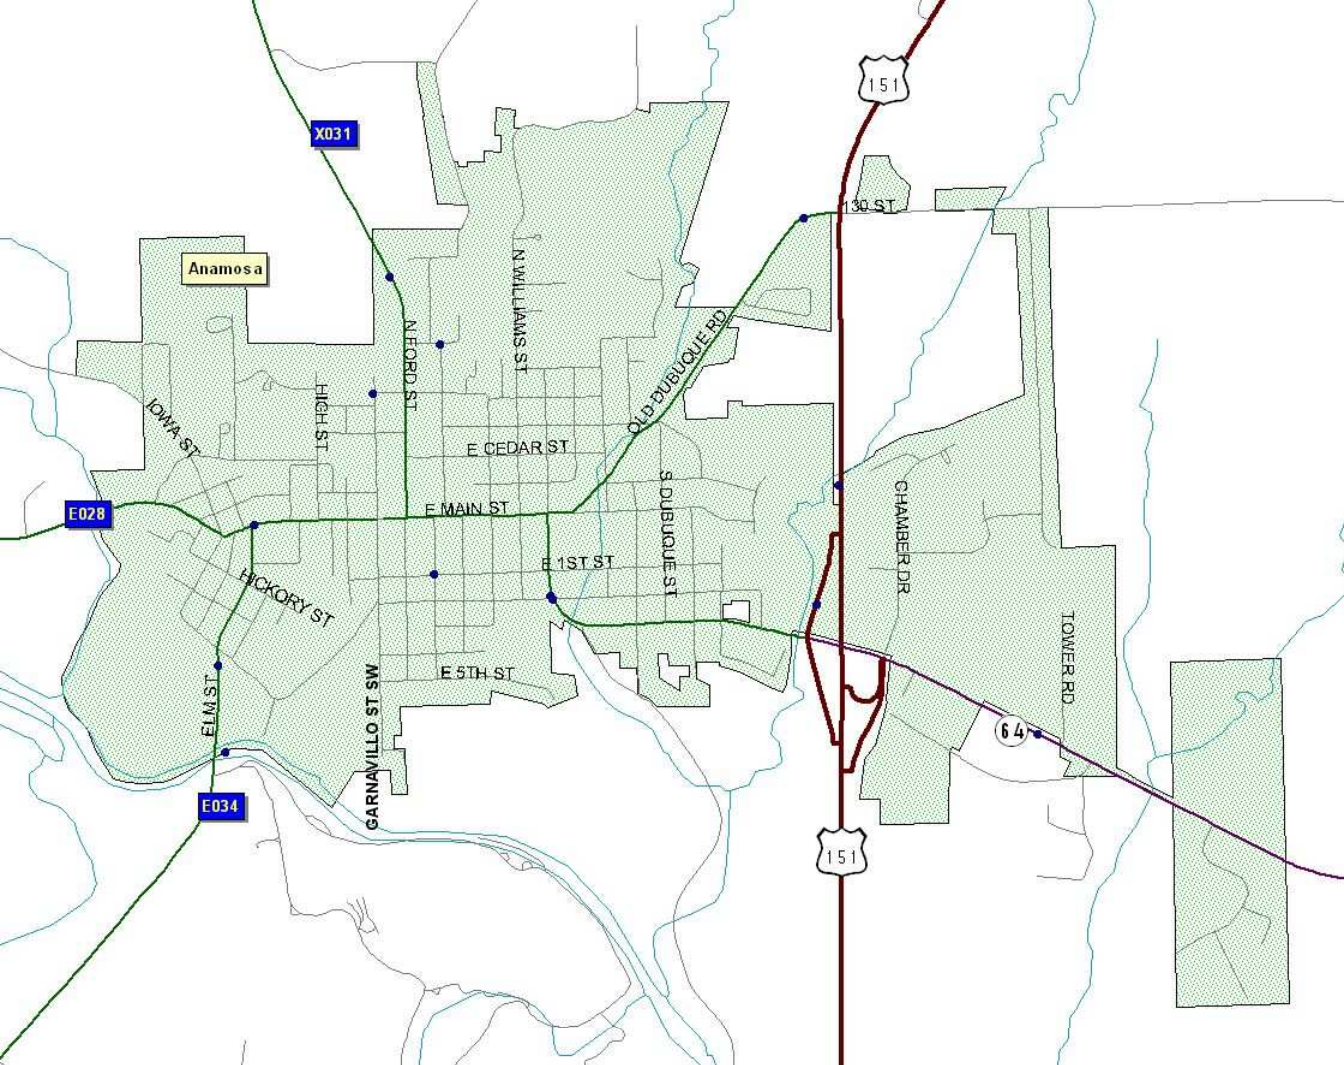 151
X031
130 ST
Anamosa
N WILLIAMS ST
N FORD ST
OLD DUBUQUE RD
HIGH ST
IOWA ST
E CEDAR ST
S DUBUQUE ST
CHAMBER DR
E028
E MAIN ST
E 1ST ST
HICKORY ST
TOWER RD
E 5TH ST
ELM ST
GARNAVILLO ST SW
64
E034
151